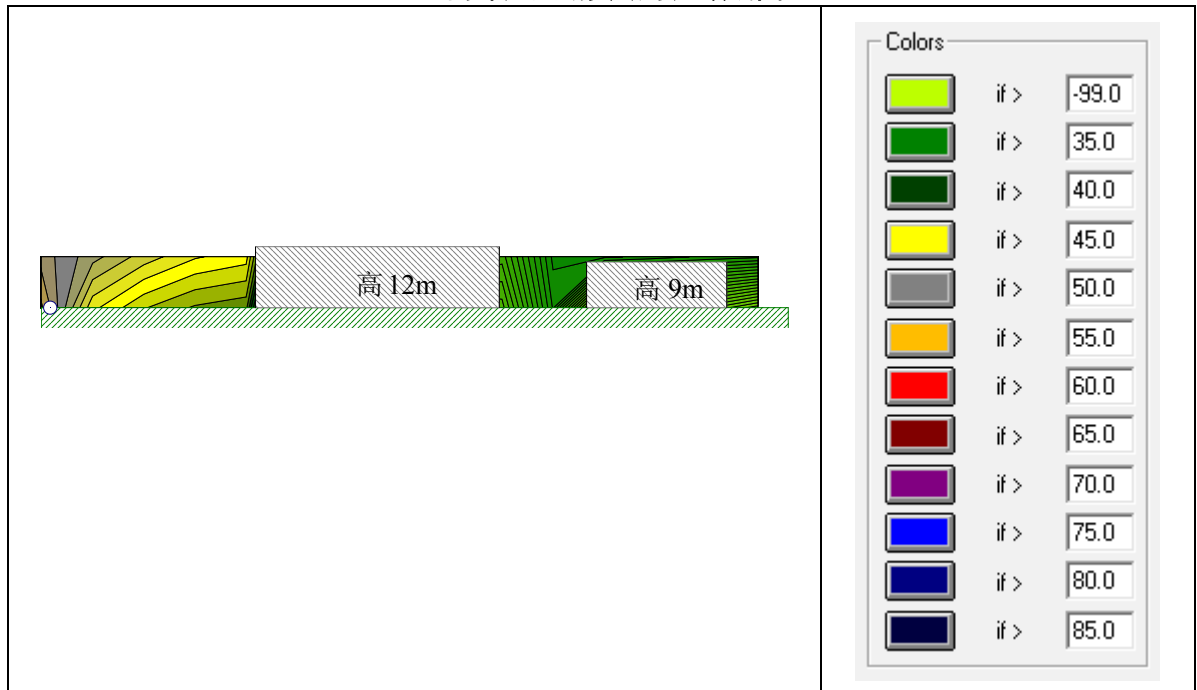 高 12m
高 9m
Colors
if > -99.0
if > 35.0
if > 40.0
if > 45.0
if > 50.0
if > 55.0
if > 60.0
if > 65.0
if > 70.0
if > 75.0
if > 80.0
if > 85.0